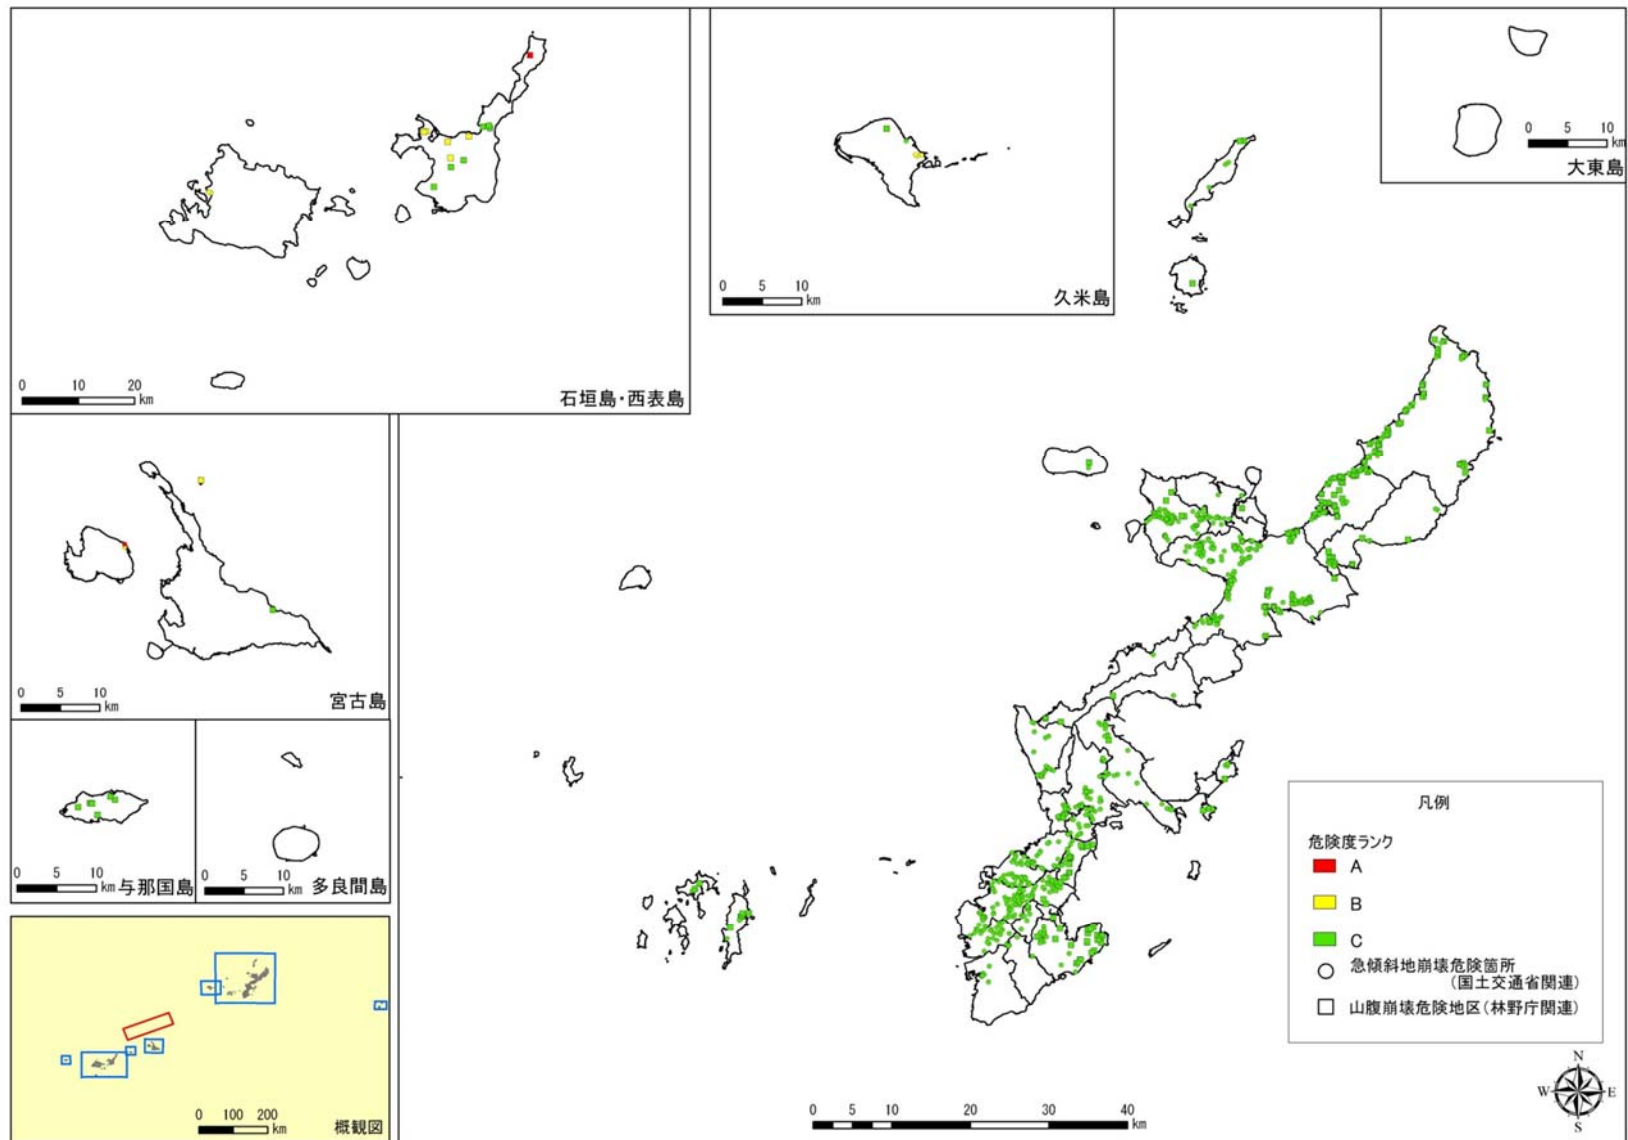 0 10 20 km
石垣島・西表島
0 5 10 km
久米島
0 5 10 km
大東島
0 5 10 km
宮古島
0 5 10 km
与那国島
0 5 10 km
多良間島
0 100 200 km
概観図
凡例
危険度ランク
A
B
C
急傾斜地崩壊危険箇所
(国土交通省関連)
山腹崩壊危険地区(林野庁関連)
N
W E
S
0 5 10 20 30 40 km